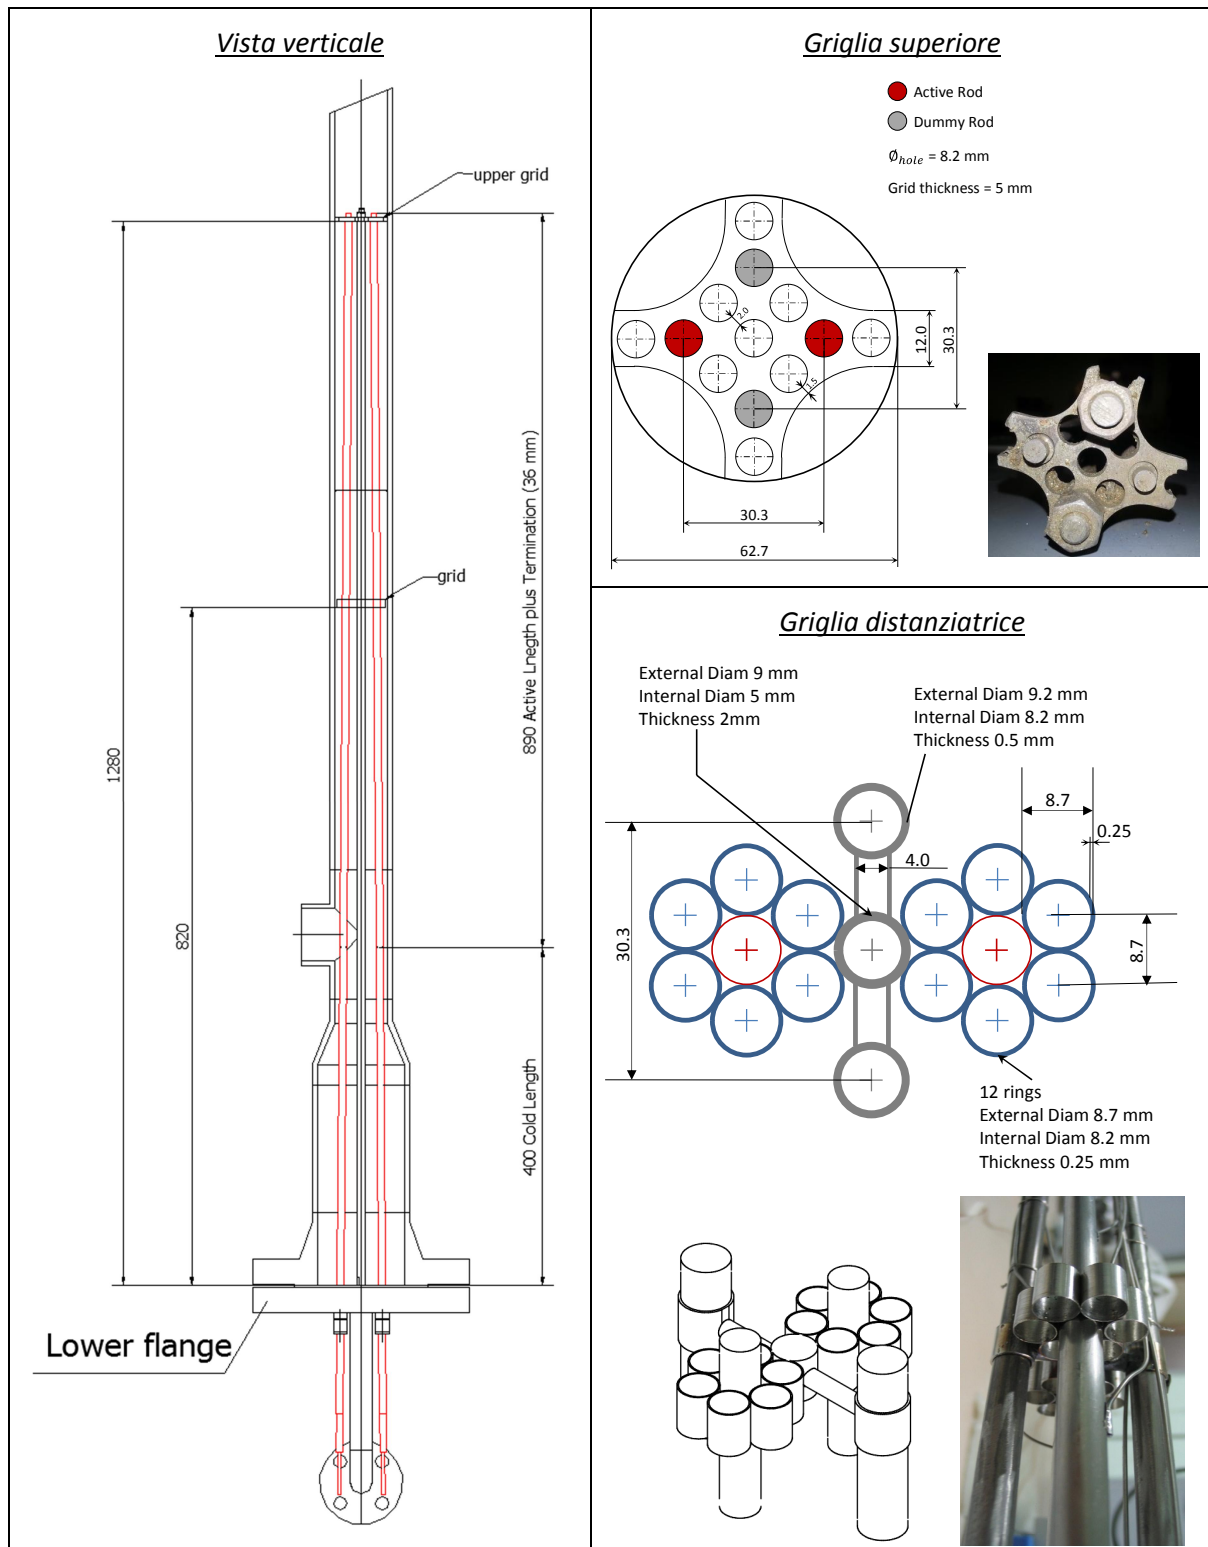 Vista verticale
upper grid
grid
1280
820
890 Active Lnegth plus Termination (36 mm)
400 Cold Length
Lower flange
Griglia superiore
Active Rod
Dummy Rod
Ø hole = 8.2 mm
Grid thickness = 5 mm
2.0
1.5
12.0
30.3
30.3
62.7
Griglia distanziatrice
External Diam 9 mm
Internal Diam 5 mm
Thickness 2mm
External Diam 9.2 mm
Internal Diam 8.2 mm
Thickness 0.5 mm
8.7
0.25
4.0
30.3
8.7
12 rings
External Diam 8.7 mm
Internal Diam 8.2 mm
Thickness 0.25 mm